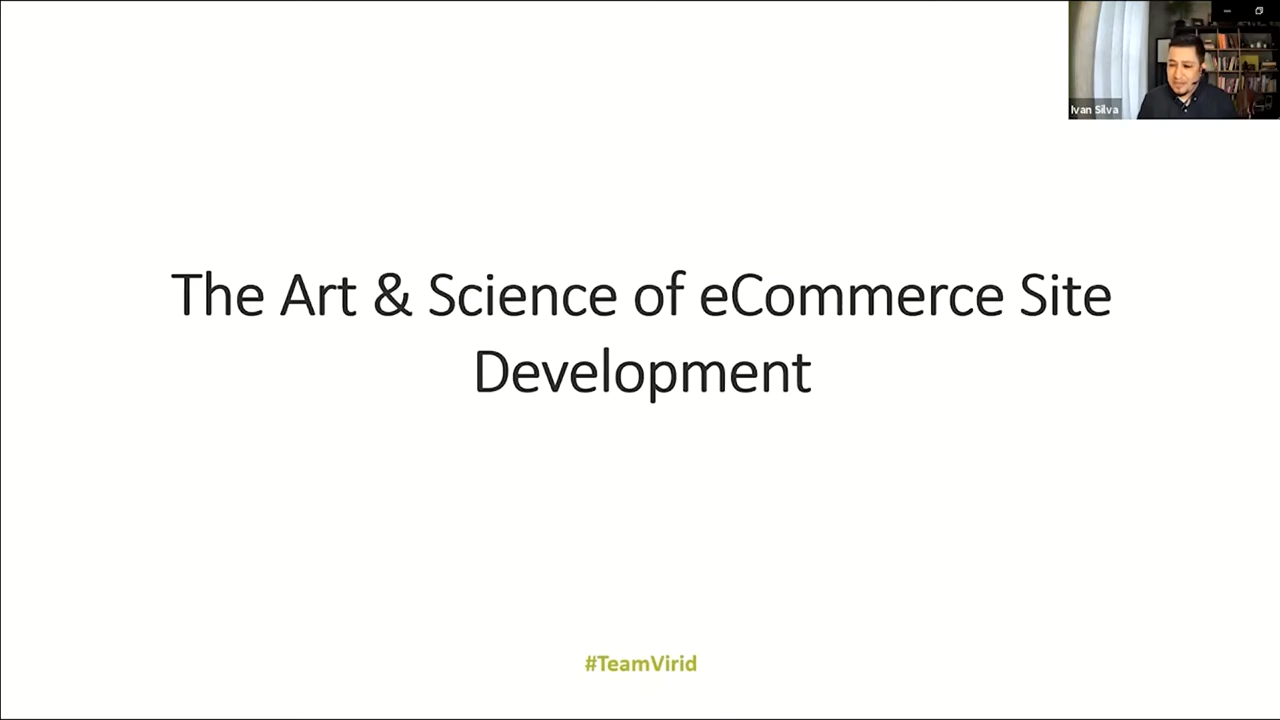 Ivan Silva
The Art & Science of eCommerce Site
Development
#TeamVirid